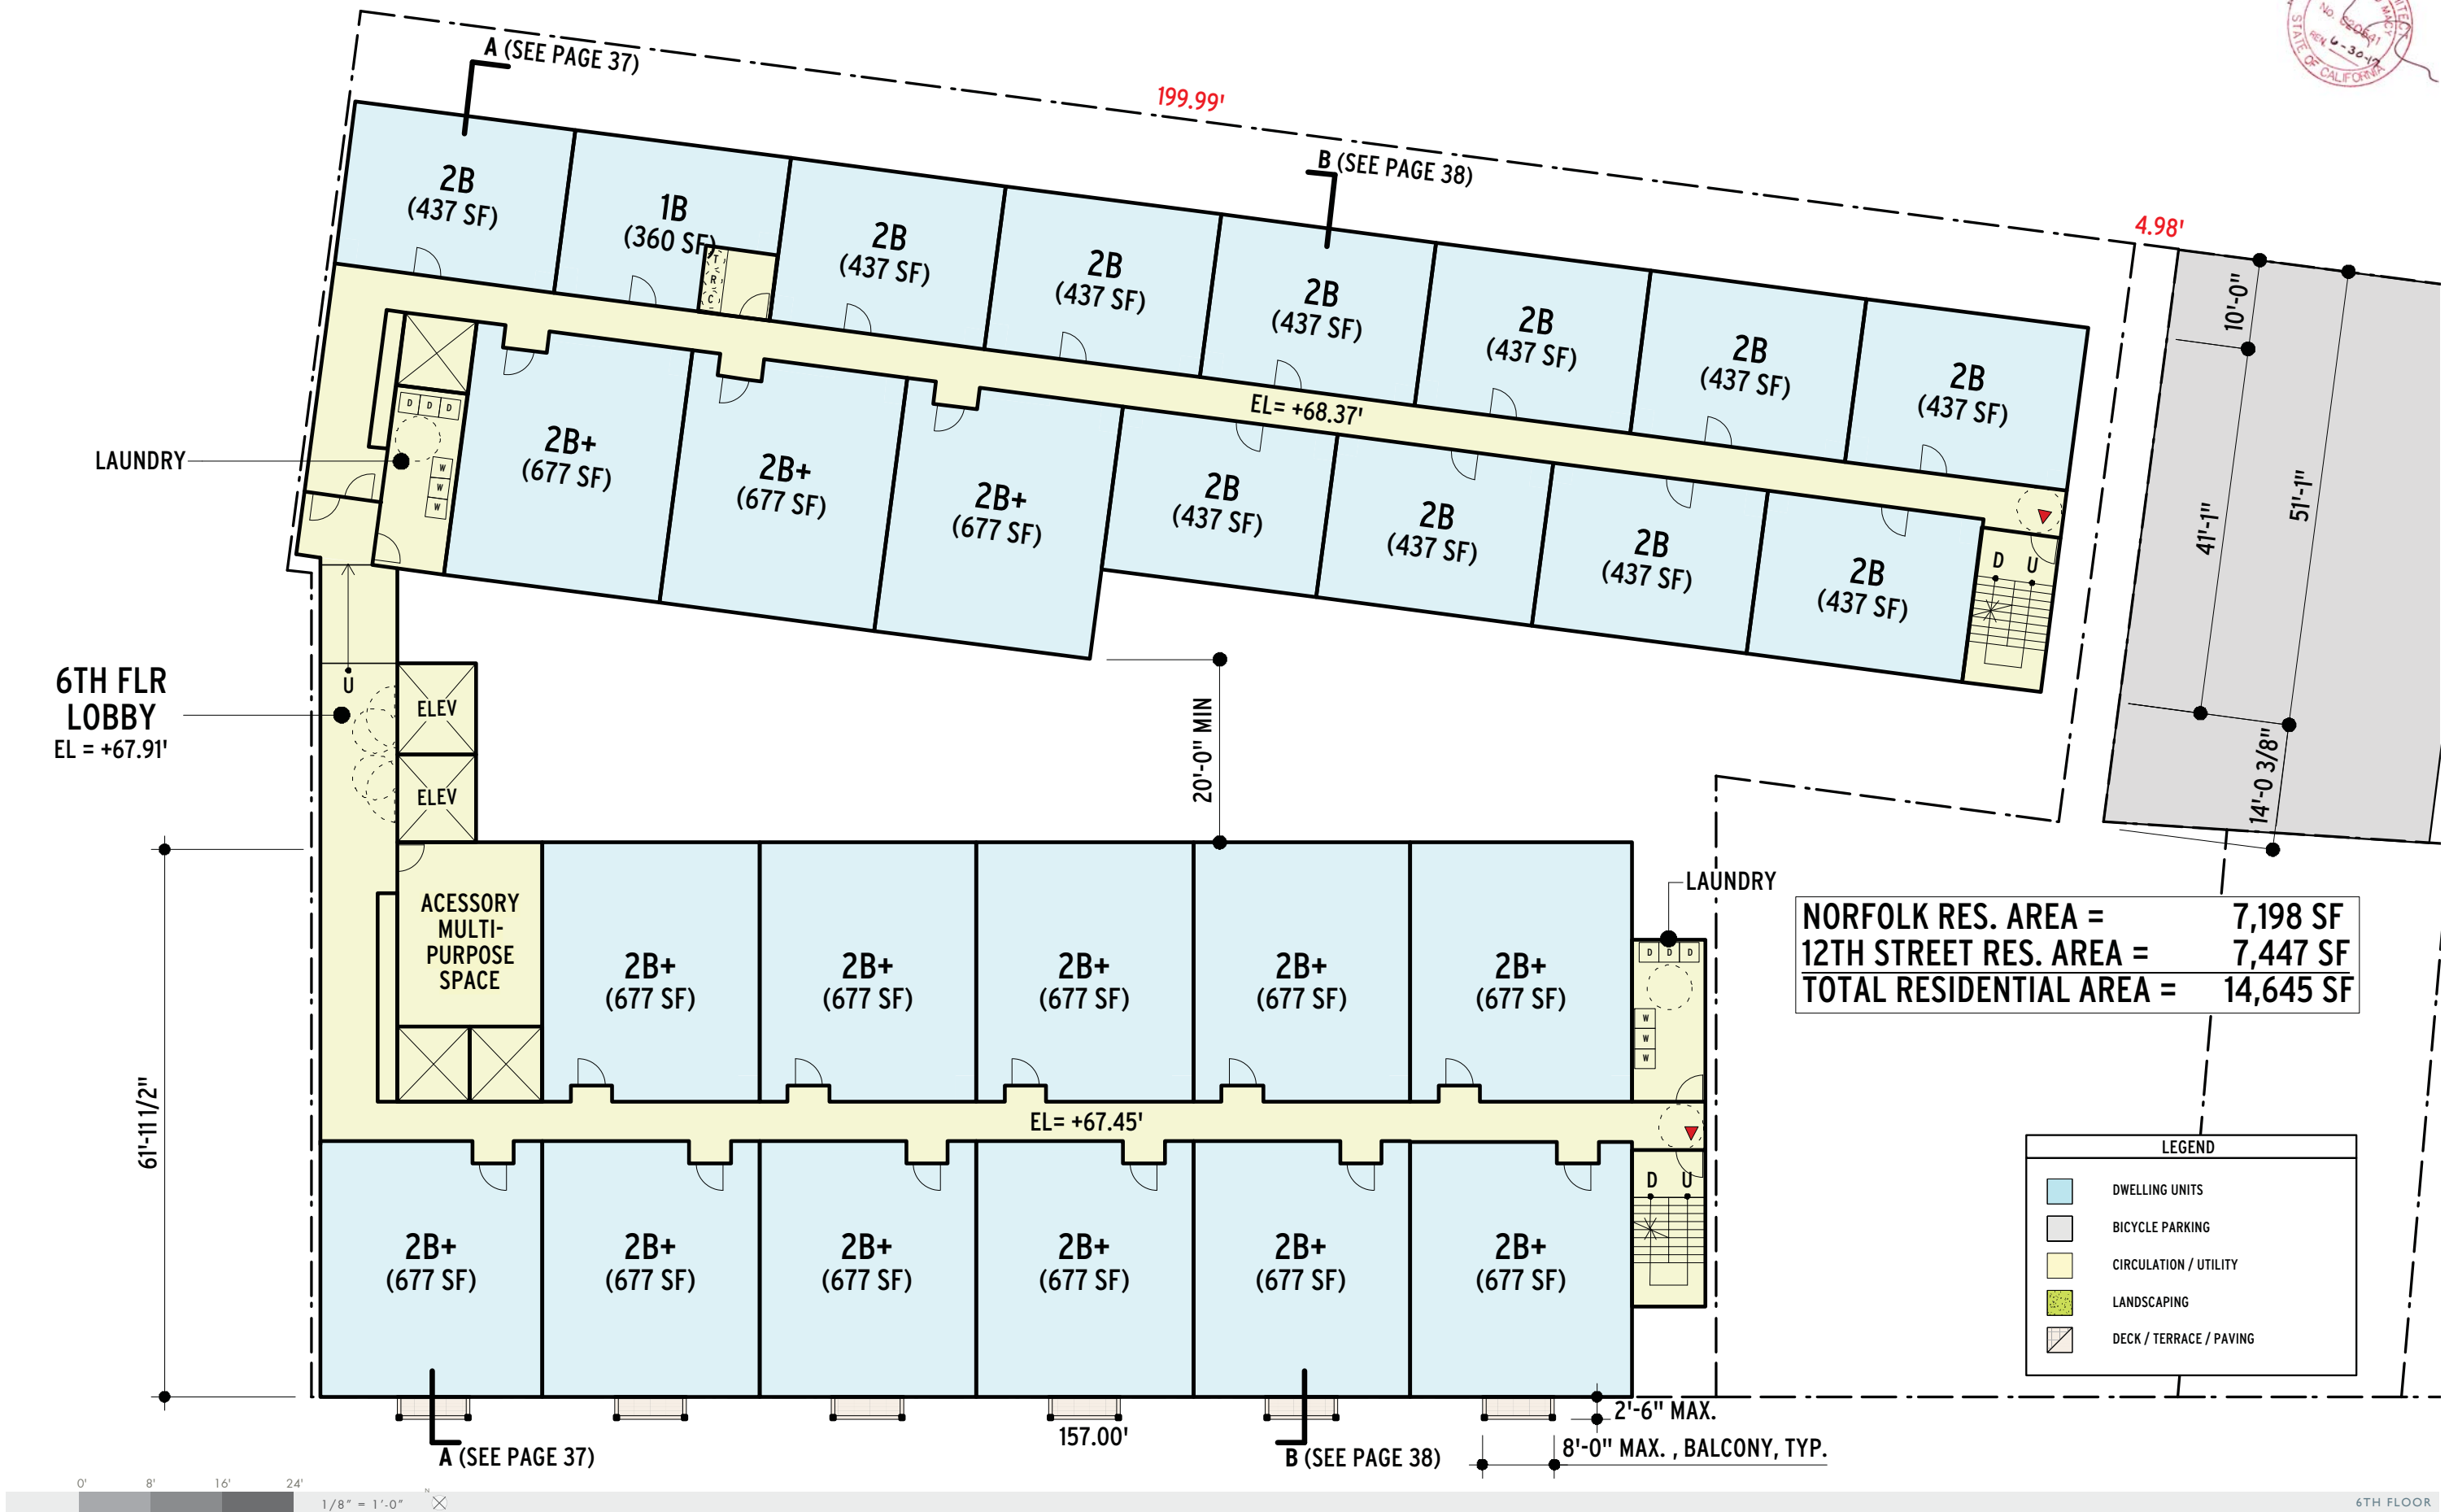 A (SEE PAGE 37)
199.99'
B (SEE PAGE 38)
4.98'
No. C20641
REN. 6-30-17
STATE OF CALIFORNIA
2B
(437 SF)
1B
(360 SF)
T
R
C
2B
(437 SF)
2B
(437 SF)
2B
(437 SF)
2B
(437 SF)
2B
(437 SF)
2B
(437 SF)
EL= +68.37'
10'-0"
41'-1"
51'-1"
14'-0 3/8"
D D D
W
W
W
LAUNDRY
2B+
(677 SF)
2B+
(677 SF)
2B+
(677 SF)
2B
(437 SF)
2B
(437 SF)
2B
(437 SF)
2B
(437 SF)
D U
6TH FLR
LOBBY
EL = +67.91'
U
ELEV
ELEV
20'-0" MIN
61'-11 1/2"
ACESSORY
MULTI-
PURPOSE
SPACE
2B+
(677 SF)
2B+
(677 SF)
2B+
(677 SF)
2B+
(677 SF)
2B+
(677 SF)
LAUNDRY
D D D
W
W
W
NORFOLK RES. AREA = 7,198 SF
12TH STREET RES. AREA = 7,447 SF
TOTAL RESIDENTIAL AREA = 14,645 SF
EL= +67.45'
D U
2B+
(677 SF)
2B+
(677 SF)
2B+
(677 SF)
2B+
(677 SF)
2B+
(677 SF)
2B+
(677 SF)
LEGEND
DWELLING UNITS
BICYCLE PARKING
CIRCULATION / UTILITY
LANDSCAPING
DECK / TERRACE / PAVING
2'-6" MAX.
157.00'
8'-0" MAX. , BALCONY, TYP.
A (SEE PAGE 37)
B (SEE PAGE 38)
0' 8' 16' 24'
1/8" = 1'-0"
N
6TH FLOOR